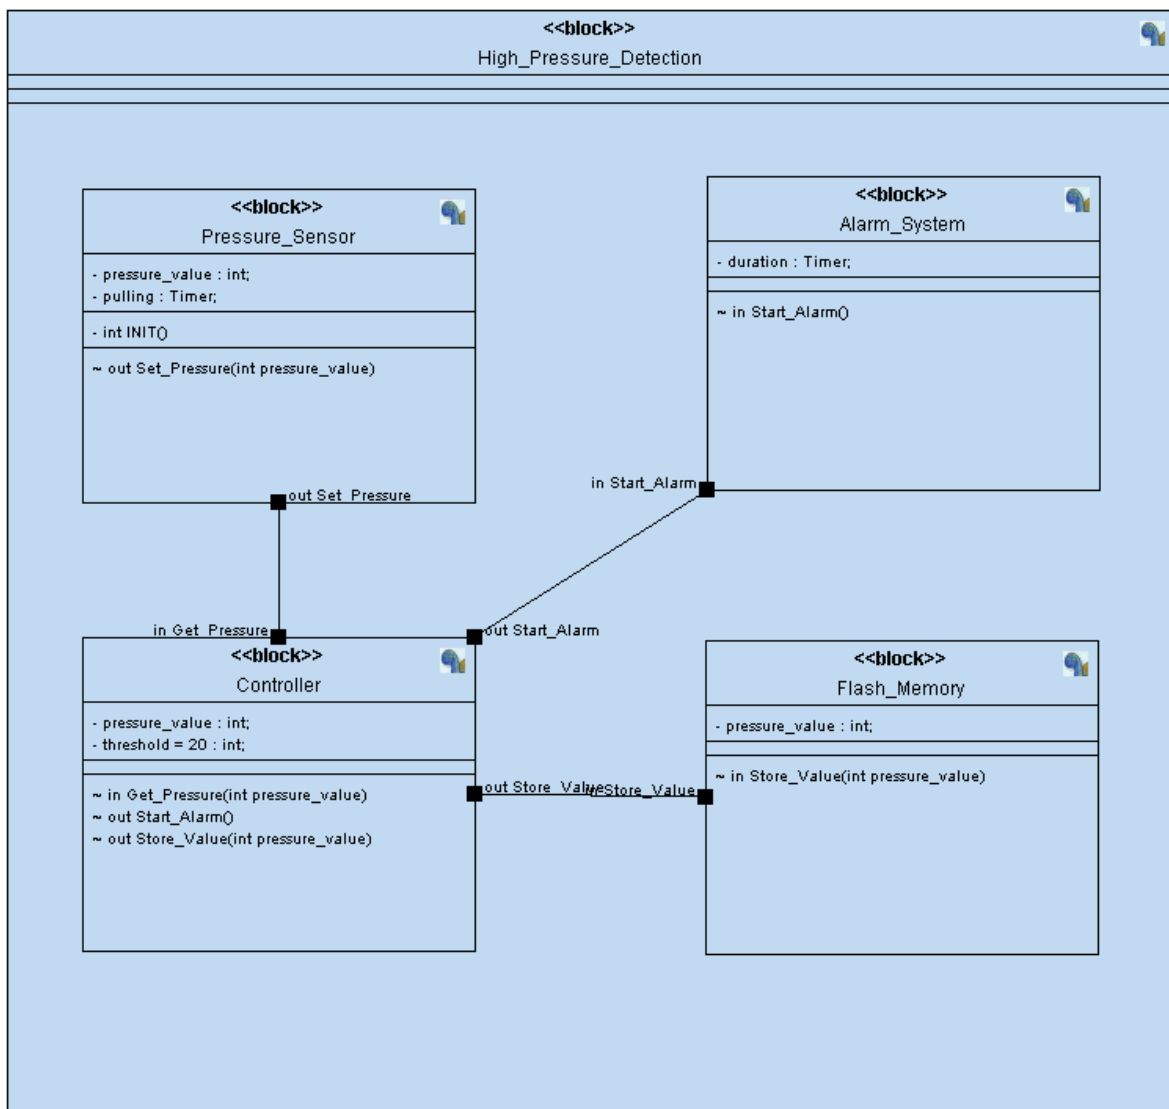 <<block>>
High_Pressure_Detection
<<block>>
Pressure_Sensor
- pressure_value : int;
- pulling : Timer;
- int INIT()
~ out Set_Pressure(int pressure_value)
out Set_Pressure
<<block>>
Alarm_System
- duration : Timer;
~ in Start_Alarm()
in Start_Alarm
in Get_Pressure
out Start_Alarm
<<block>>
Controller
- pressure_value : int;
- threshold = 20 : int;
~ in Get_Pressure(int pressure_value)
~ out Start_Alarm()
~ out Store_Value(int pressure_value)
out Store_Value
in Store_Value
<<block>>
Flash_Memory
- pressure_value : int;
~ in Store_Value(int pressure_value)